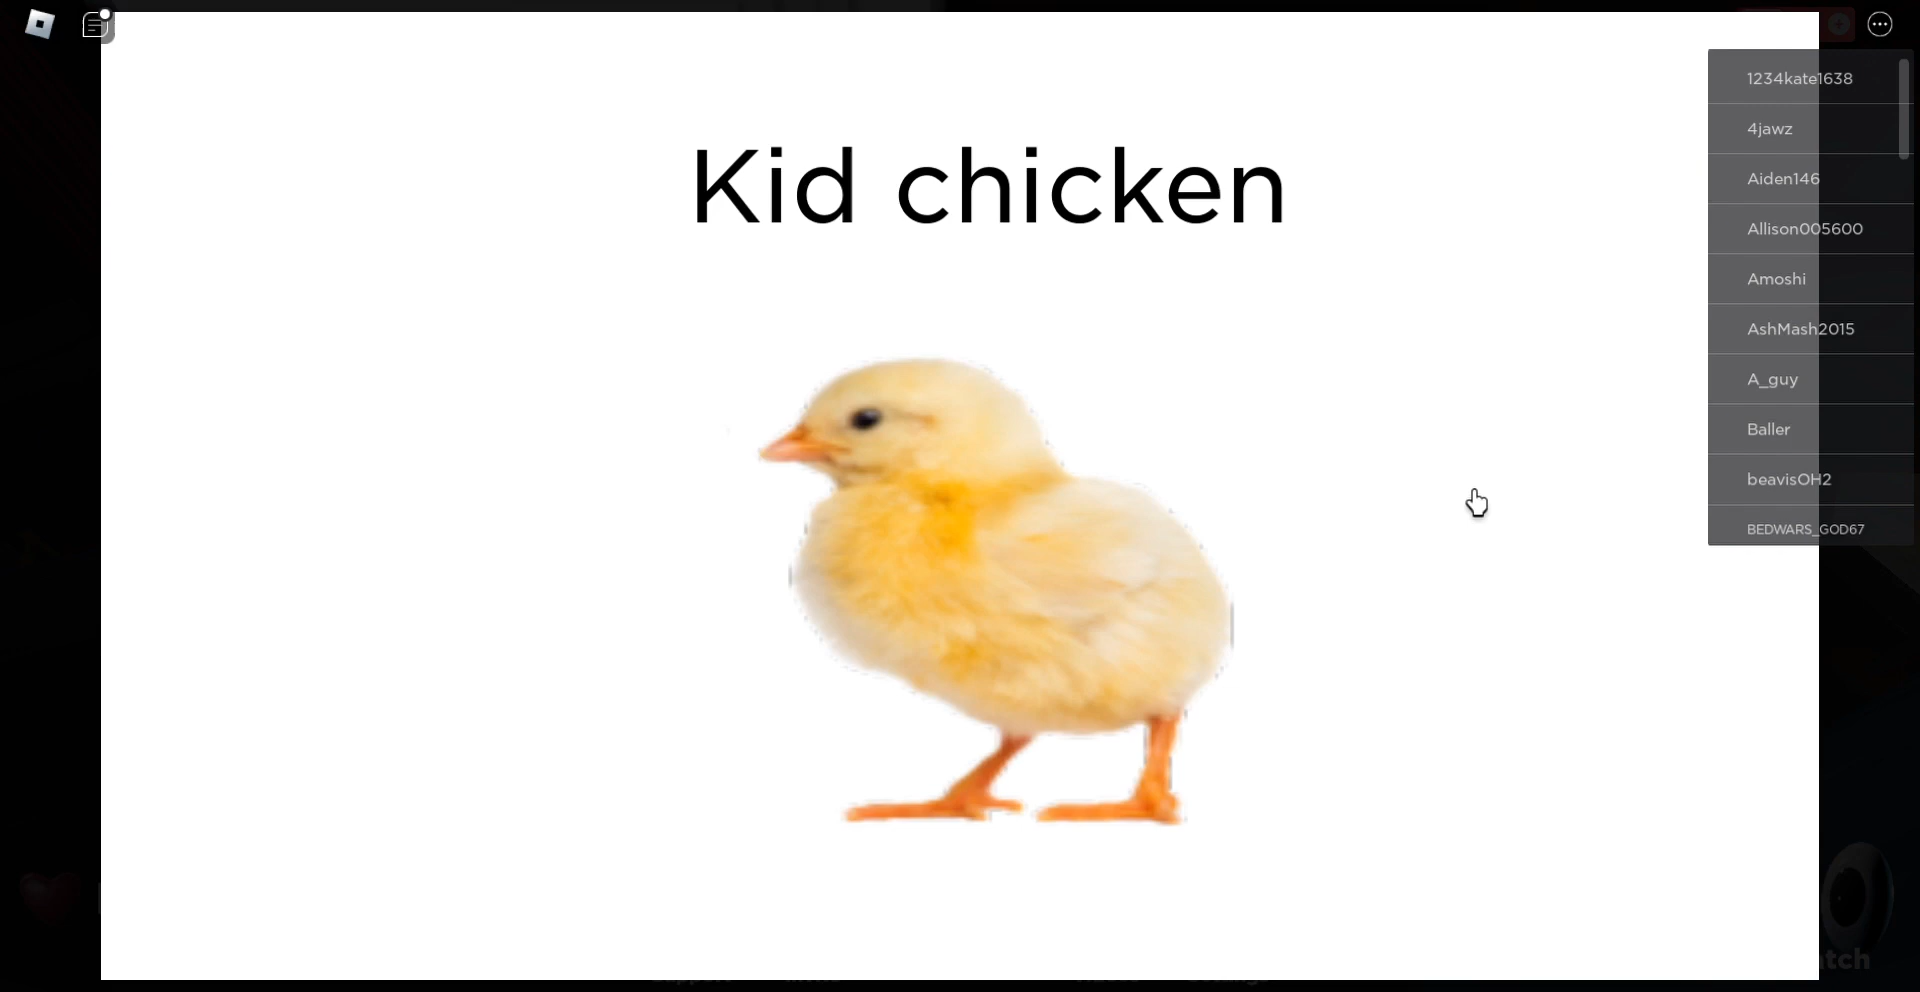 Kid chicken
1234kate1638
4jawz
Aiden146
Allison005600
Amoshi
AshMash2015
A_guy
Baller
beavisOH2
BEDWARS_GOD67